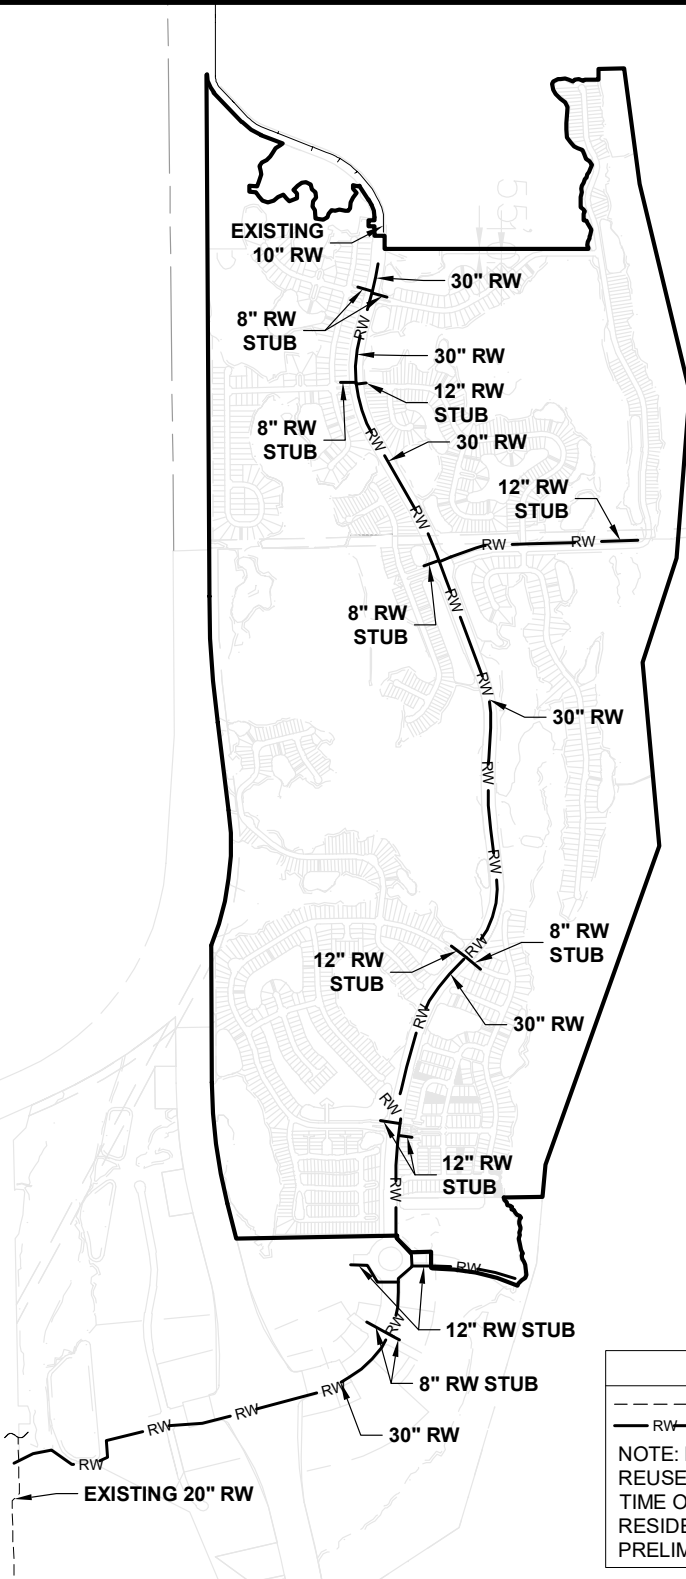 55'
EXISTING
10" RW
30" RW
8" RW
STUB
RW
30" RW
12" RW
STUB
8" RW
STUB
RW
30" RW
12" RW
STUB
RW
RW
RW
8" RW
STUB
RW
RW
30" RW
RW
RW
8" RW
STUB
12" RW
STUB
RW
30" RW
RW
RW
12" RW
STUB
RW
RW
12" RW STUB
RW
8" RW STUB
RW
RW
RW
30" RW
RW
EXISTING 20" RW
RW
NOTE:
REUSE
TIME O
RESIDE
PRELIM